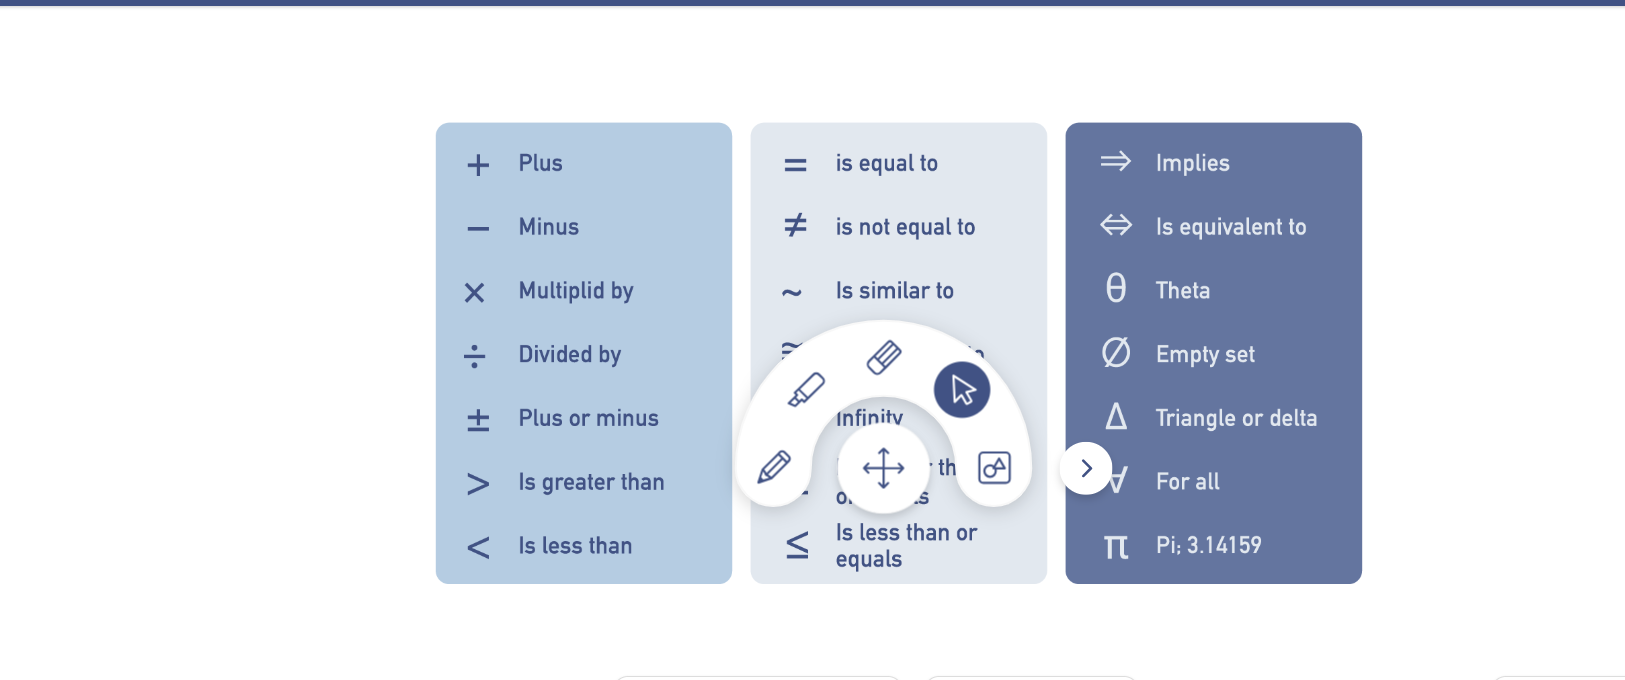 + Plus
− Minus
× Multiplid by
÷ Divided by
± Plus or minus
> Is greater than
< Is less than
= is equal to
≠ is not equal to
~ Is similar to
Infinity
≤ Is less than or
equals
⇒ Implies
⇔ Is equivalent to
θ Theta
∅ Empty set
Δ Triangle or delta
∀ For all
π Pi; 3.14159